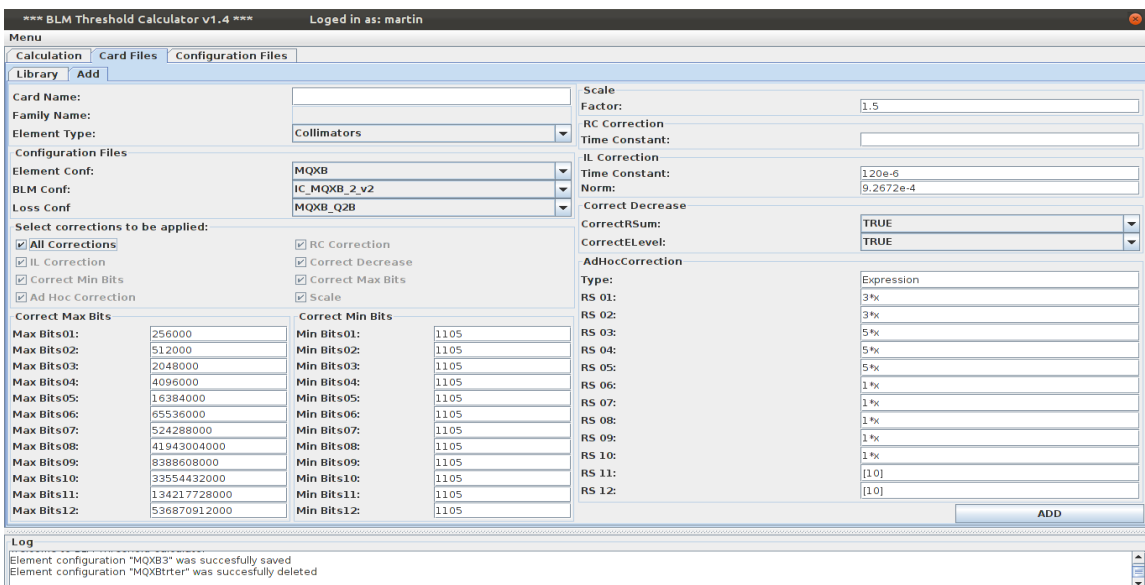 *** BLM Threshold Calculator v1.4 *** Loged in as: martin
Menu
Calculation Card Files Configuration Files
Library Add
Card Name:
Family Name:
Element Type: Collimators
Configuration Files
Element Conf: MQXB
BLM Conf: IC_MQXB_2_v2
Loss Conf MQXB_Q2B
Select corrections to be applied:
All Corrections RC Correction
IL Correction Correct Decrease
Correct Min Bits Correct Max Bits
Ad Hoc Correction Scale
Correct Max Bits
Max Bits01: 256000
Max Bits02: 512000
Max Bits03: 2048000
Max Bits04: 4096000
Max Bits05: 16384000
Max Bits06: 65536000
Max Bits07: 524288000
Max Bits08: 41943004000
Max Bits09: 8388608000
Max Bits10: 33554432000
Max Bits11: 134217728000
Max Bits12: 536870912000
Correct Min Bits
Min Bits01: 1105
Min Bits02: 1105
Min Bits03: 1105
Min Bits04: 1105
Min Bits05: 1105
Min Bits06: 1105
Min Bits07: 1105
Min Bits08: 1105
Min Bits09: 1105
Min Bits10: 1105
Min Bits11: 1105
Min Bits12: 1105
Scale
Factor: 1.5
RC Correction
Time Constant:
IL Correction
Time Constant: 120e-6
Norm: 9.2672e-4
Correct Decrease
CorrectRSum: TRUE
CorrectELevel: TRUE
AdHocCorrection
Type: Expression
RS 01: 3*x
RS 02: 3*x
RS 03: 5*x
RS 04: 5*x
RS 05: 5*x
RS 06: 1*x
RS 07: 1*x
RS 08: 1*x
RS 09: 1*x
RS 10: 1*x
RS 11: [10]
RS 12: [10]
ADD
Log
Element configuration "MQXB3" was succesfully saved
Element configuration "MQXBtrter" was succesfully deleted